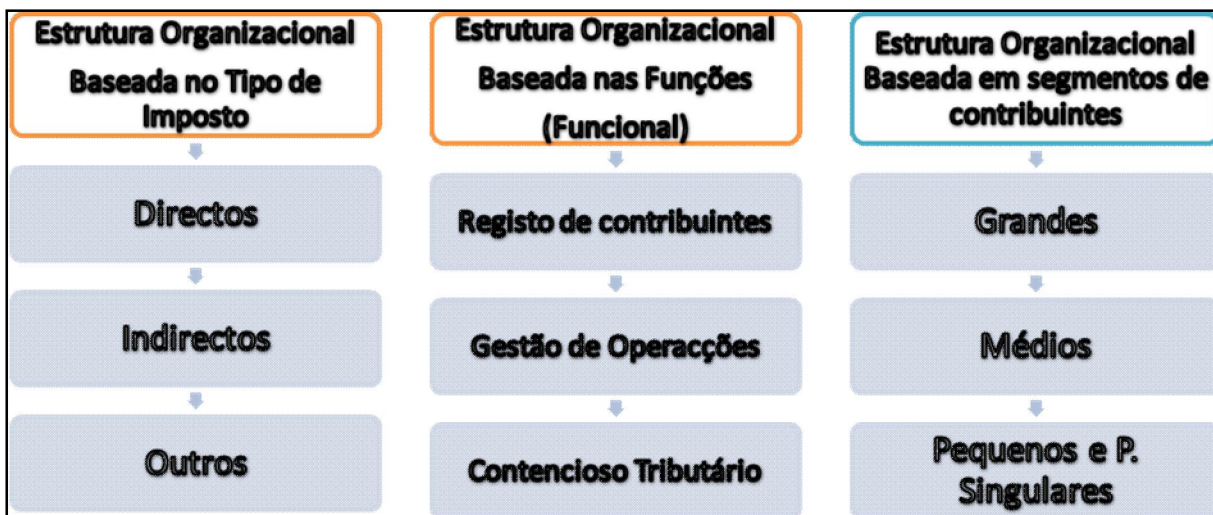 Estrutura Organizacional
Baseada no Tipo de
Imposto
Directos
Indirectos
Outros
Estrutura Organizacional
Baseada nas Funções
(Funcional)
Registo de contribuintes
Gestão de Operacções
Contencioso Tributário
Estrutura Organizacional
Baseada em segmentos de
contribuintes
Grandes
Médios
Pequenos e P.
Singulares